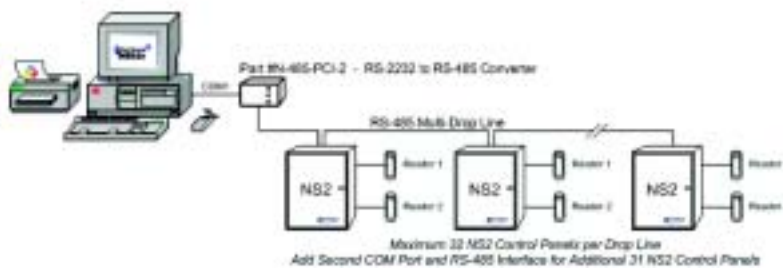 Part #N-485-PCI-2 - RS-2232 to RS-485 Converter
RS-485 Multi-Drop Line
NS2
Reader 1
Reader 2
NS2
Reader 1
Reader 2
NS2
Reader
Reader
Maximum 32 NS2 Control Panels per Drop Line
Add Second COM Port and RS-485 Interface for Additional 31 NS2 Control Panels